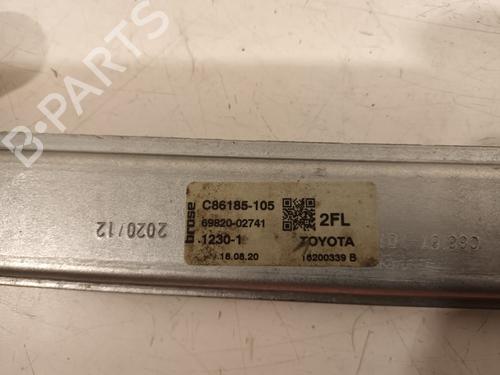 B-PARTS
brose
C86185-105
69820-02741
2FL
.1230-1
TOYOTA
18.08.20
16200339 B
2020/12